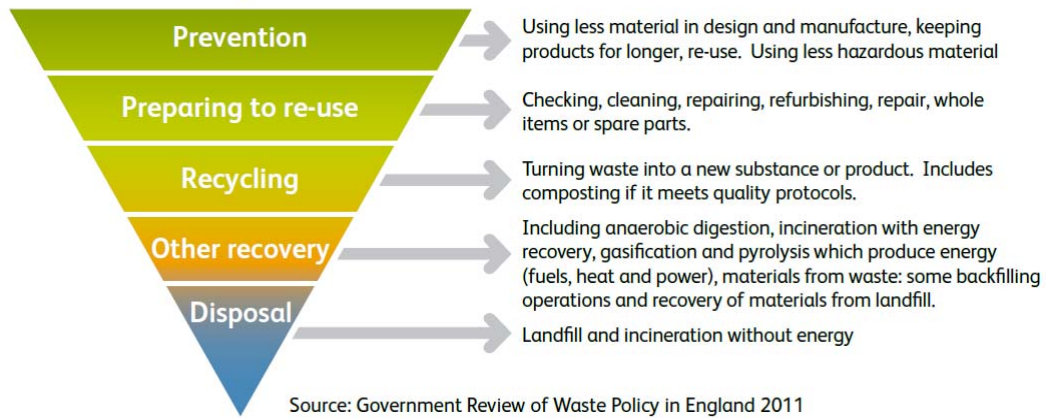 Prevention
Using less material in design and manufacture, keeping
products for longer, re-use. Using less hazardous material
Preparing to re-use
Checking, cleaning, repairing, refurbishing, repair, whole
items or spare parts.
Recycling
Turning waste into a new substance or product. Includes
composting if it meets quality protocols.
Other recovery
Including anaerobic digestion, incineration with energy
recovery, gasification and pyrolysis which produce energy
(fuels, heat and power), materials from waste: some backfilling
operations and recovery of materials from landfill.
Disposal
Landfill and incineration without energy
Source: Government Review of Waste Policy in England 2011